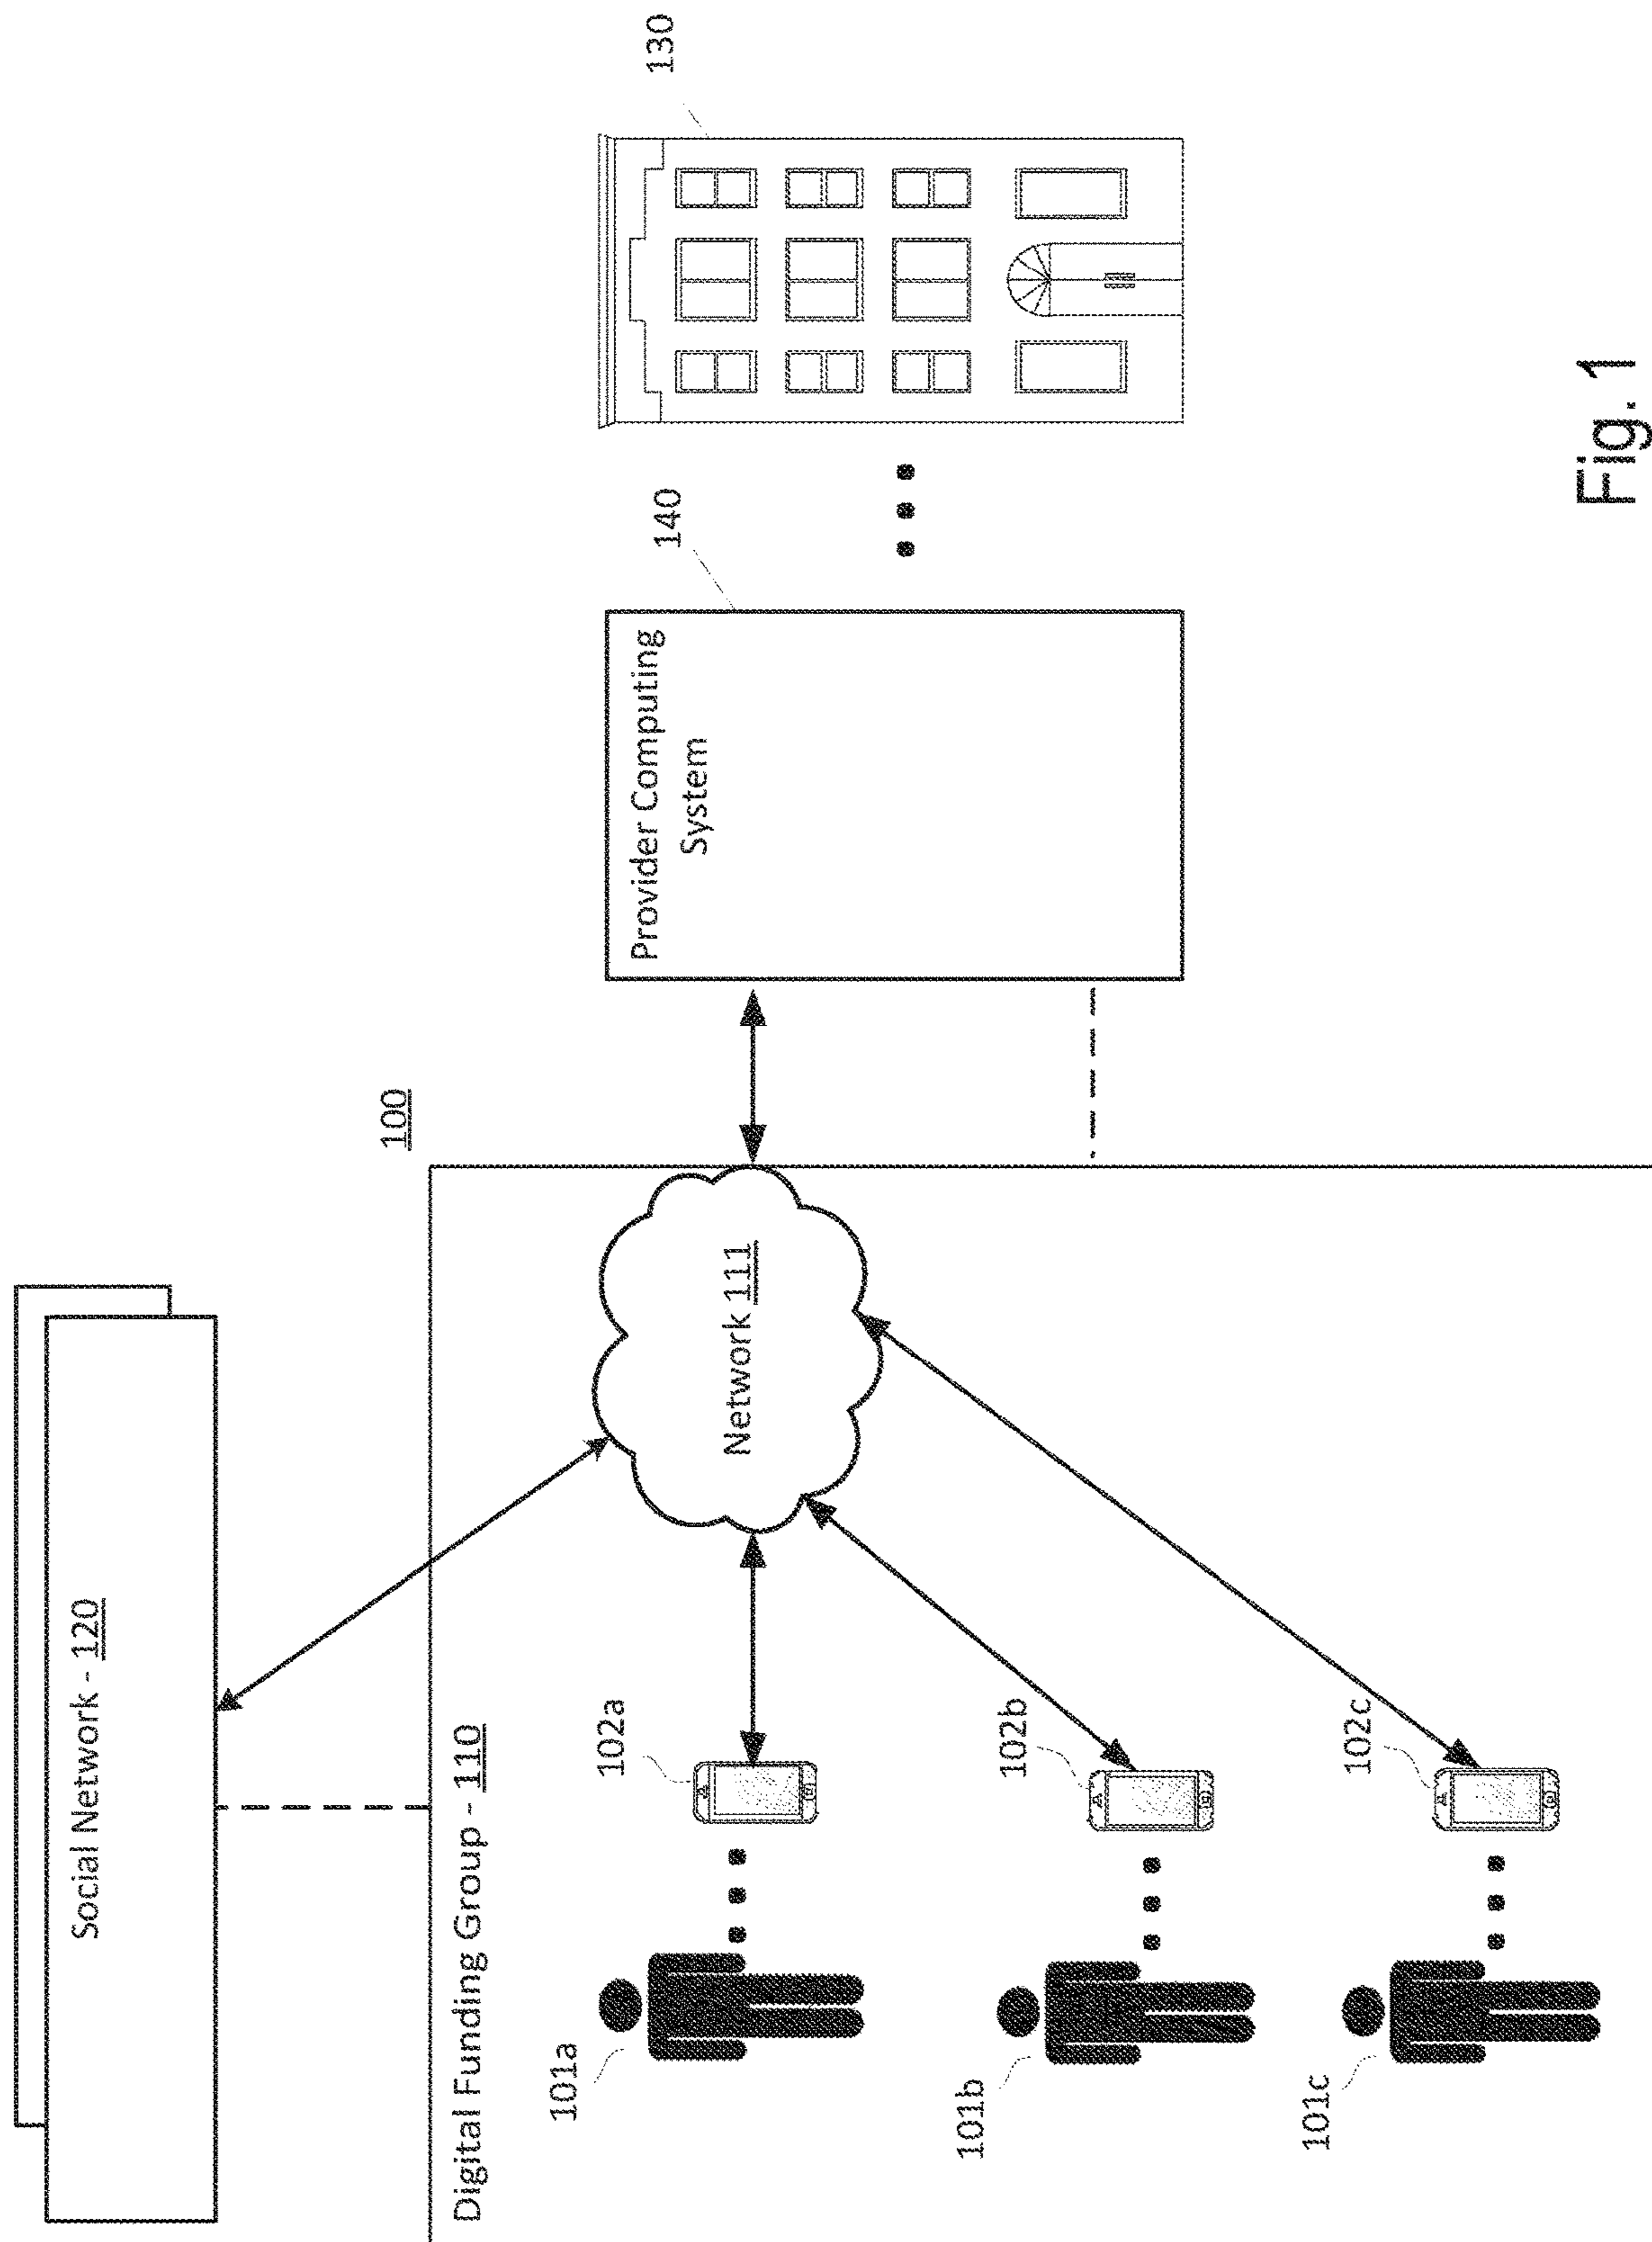 Social Network - 120
100
Digital Funding Group - 110
102a
140
130
101a
Provider Computing
System
Network 111
102b
101b
102c
101c
Fig. 1